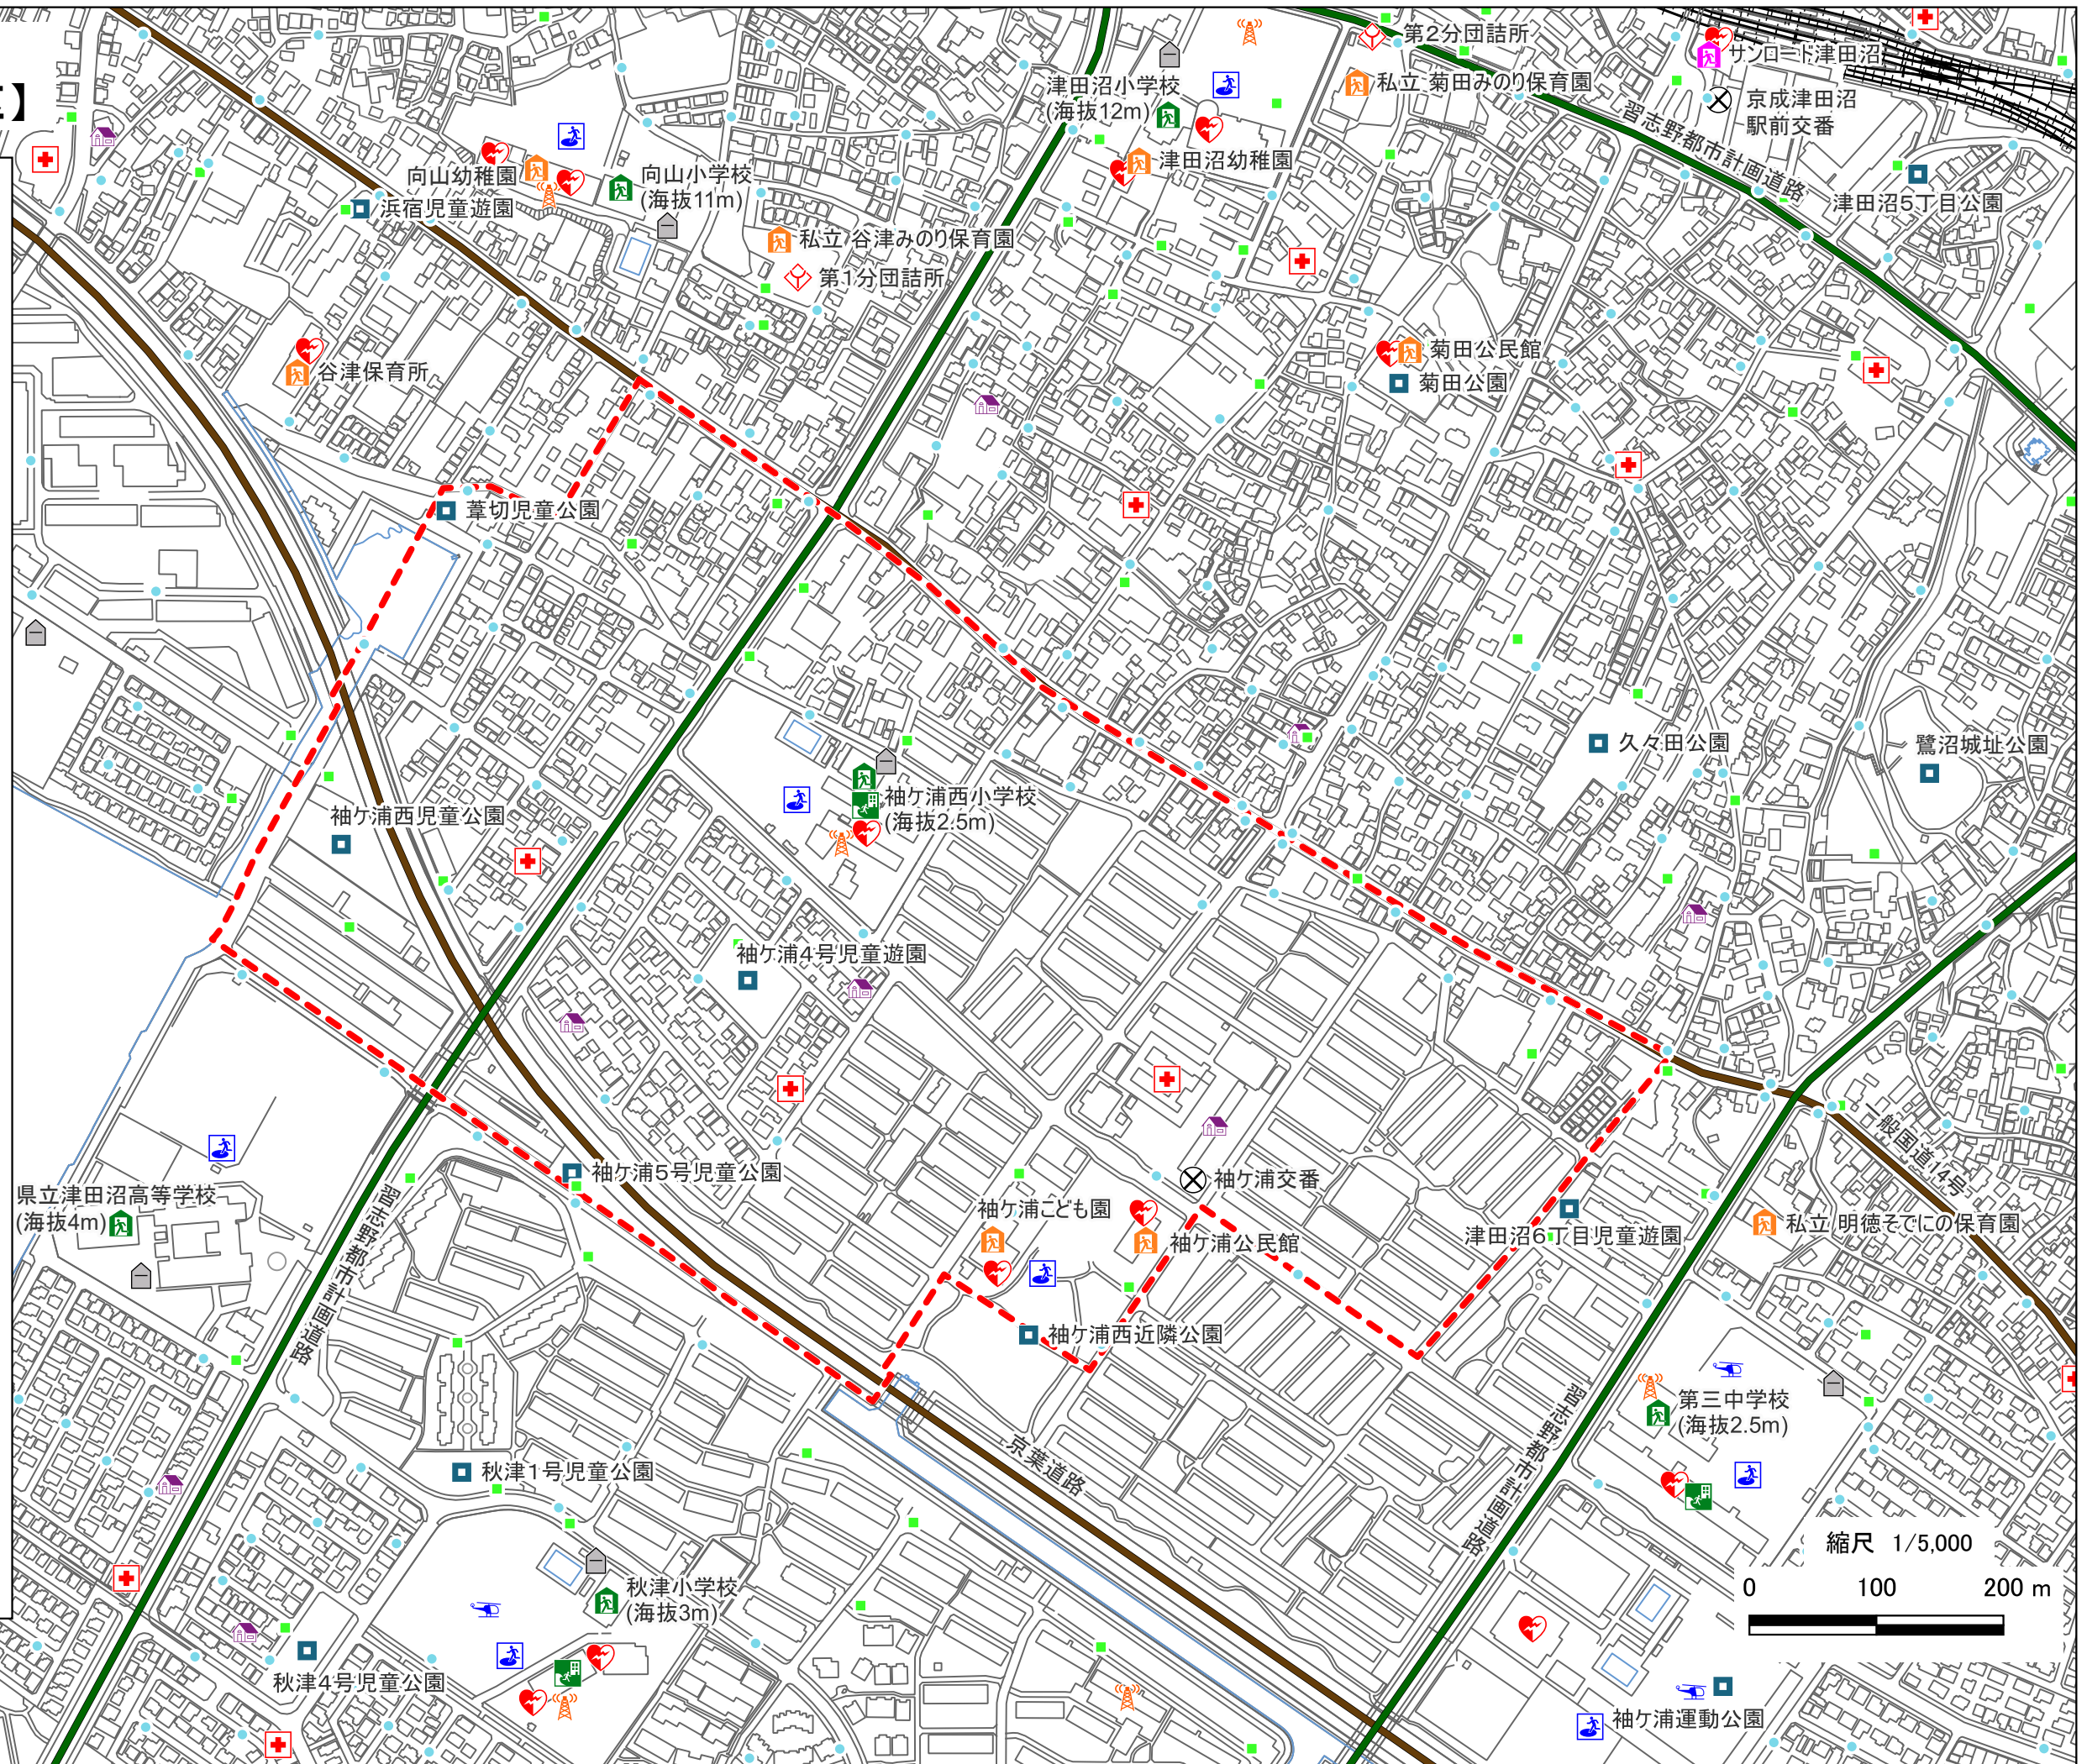 】
第2分団詰所
サンロード津田沼
津田沼小学校
(海抜12m)
私立 菊田みのり保育園
京成津田沼
駅前交番
習志野都市計画道路
向山幼稚園
向山小学校
(海抜11m)
津田沼幼稚園
浜宿児童遊園
津田沼5丁目公園
私立 谷津みのり保育園
第1分団詰所
谷津保育所
菊田公民館
菊田公園
葦切児童公園
久々田公園
鷺沼城址公園
袖ケ浦西児童公園
袖ケ浦西小学校
(海抜2.5m)
袖ケ浦4号児童遊園
一般国道14号
袖ケ浦5号児童公園
袖ケ浦交番
県立津田沼高等学校
(海抜4m)
習志野都市計画道路
袖ケ浦こども園
袖ケ浦公民館
津田沼6丁目児童遊園
私立 明徳そでにの保育園
袖ケ浦西近隣公園
第三中学校
(海抜2.5m)
京葉道路
習志野都市計画道路
秋津1号児童公園
縮尺 1/5,000
0 100 200 m
秋津小学校
(海抜3m)
秋津4号児童公園
袖ケ浦運動公園